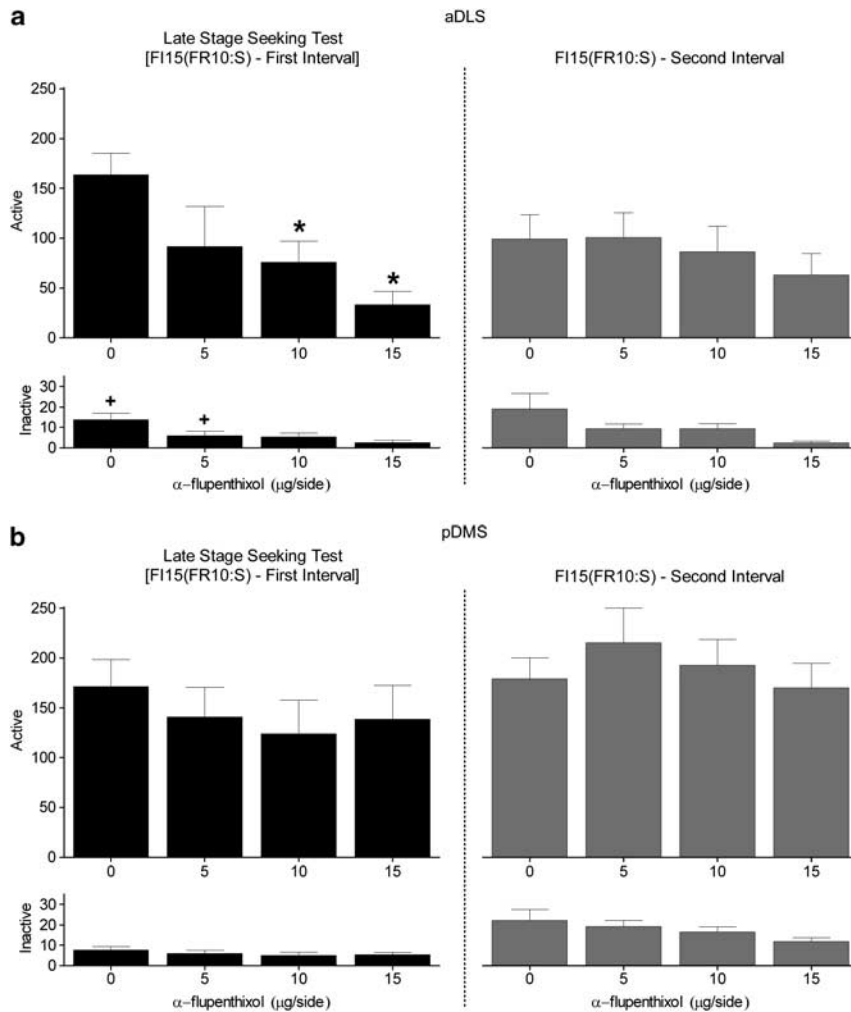 a
aDLS
Late Stage Seeking Test
[FI15(FR10:S) - First Interval]
FI15(FR10:S) - Second Interval
Active
250
200
150
100
50
0
*
*
0 5 10 15
0 5 10 15
Inactive
30
20
10
0
+
+
0 5 10 15
0 5 10 15
α-flupenthixol (µg/side)
α-flupenthixol (µg/side)
b
pDMS
Late Stage Seeking Test
[FI15(FR10:S) - First Interval]
FI15(FR10:S) - Second Interval
Active
250
200
150
100
50
0
0 5 10 15
0 5 10 15
Inactive
30
20
10
0
0 5 10 15
0 5 10 15
α-flupenthixol (µg/side)
α-flupenthixol (µg/side)